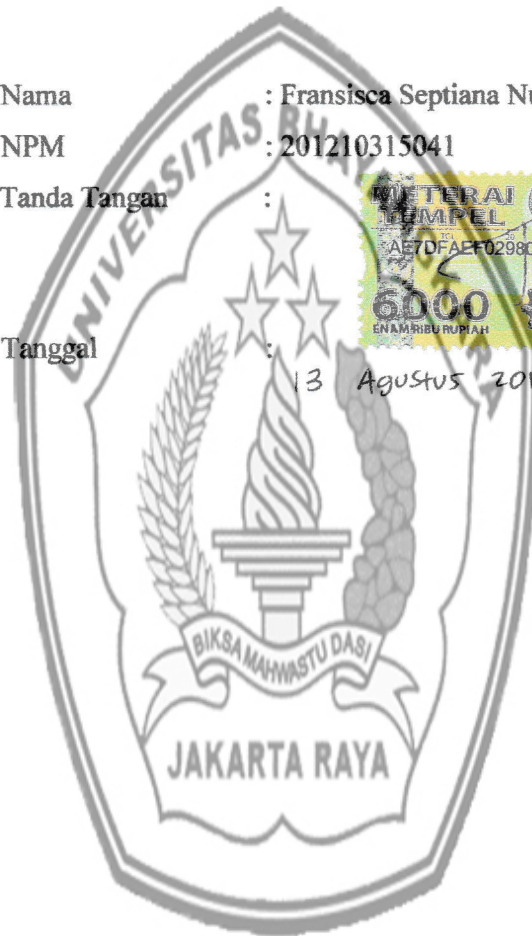 Nama : Fransisca Septiana
NPM : 201210315041
Tanda Tangan :
METERAI
TEMPEL
6000
ENAM RIBU RUPIAH
Tanggal :
13 Agustus
UNIVERSITAS
BIKSA MAHWASTU DASI
JAKARTA RAYA